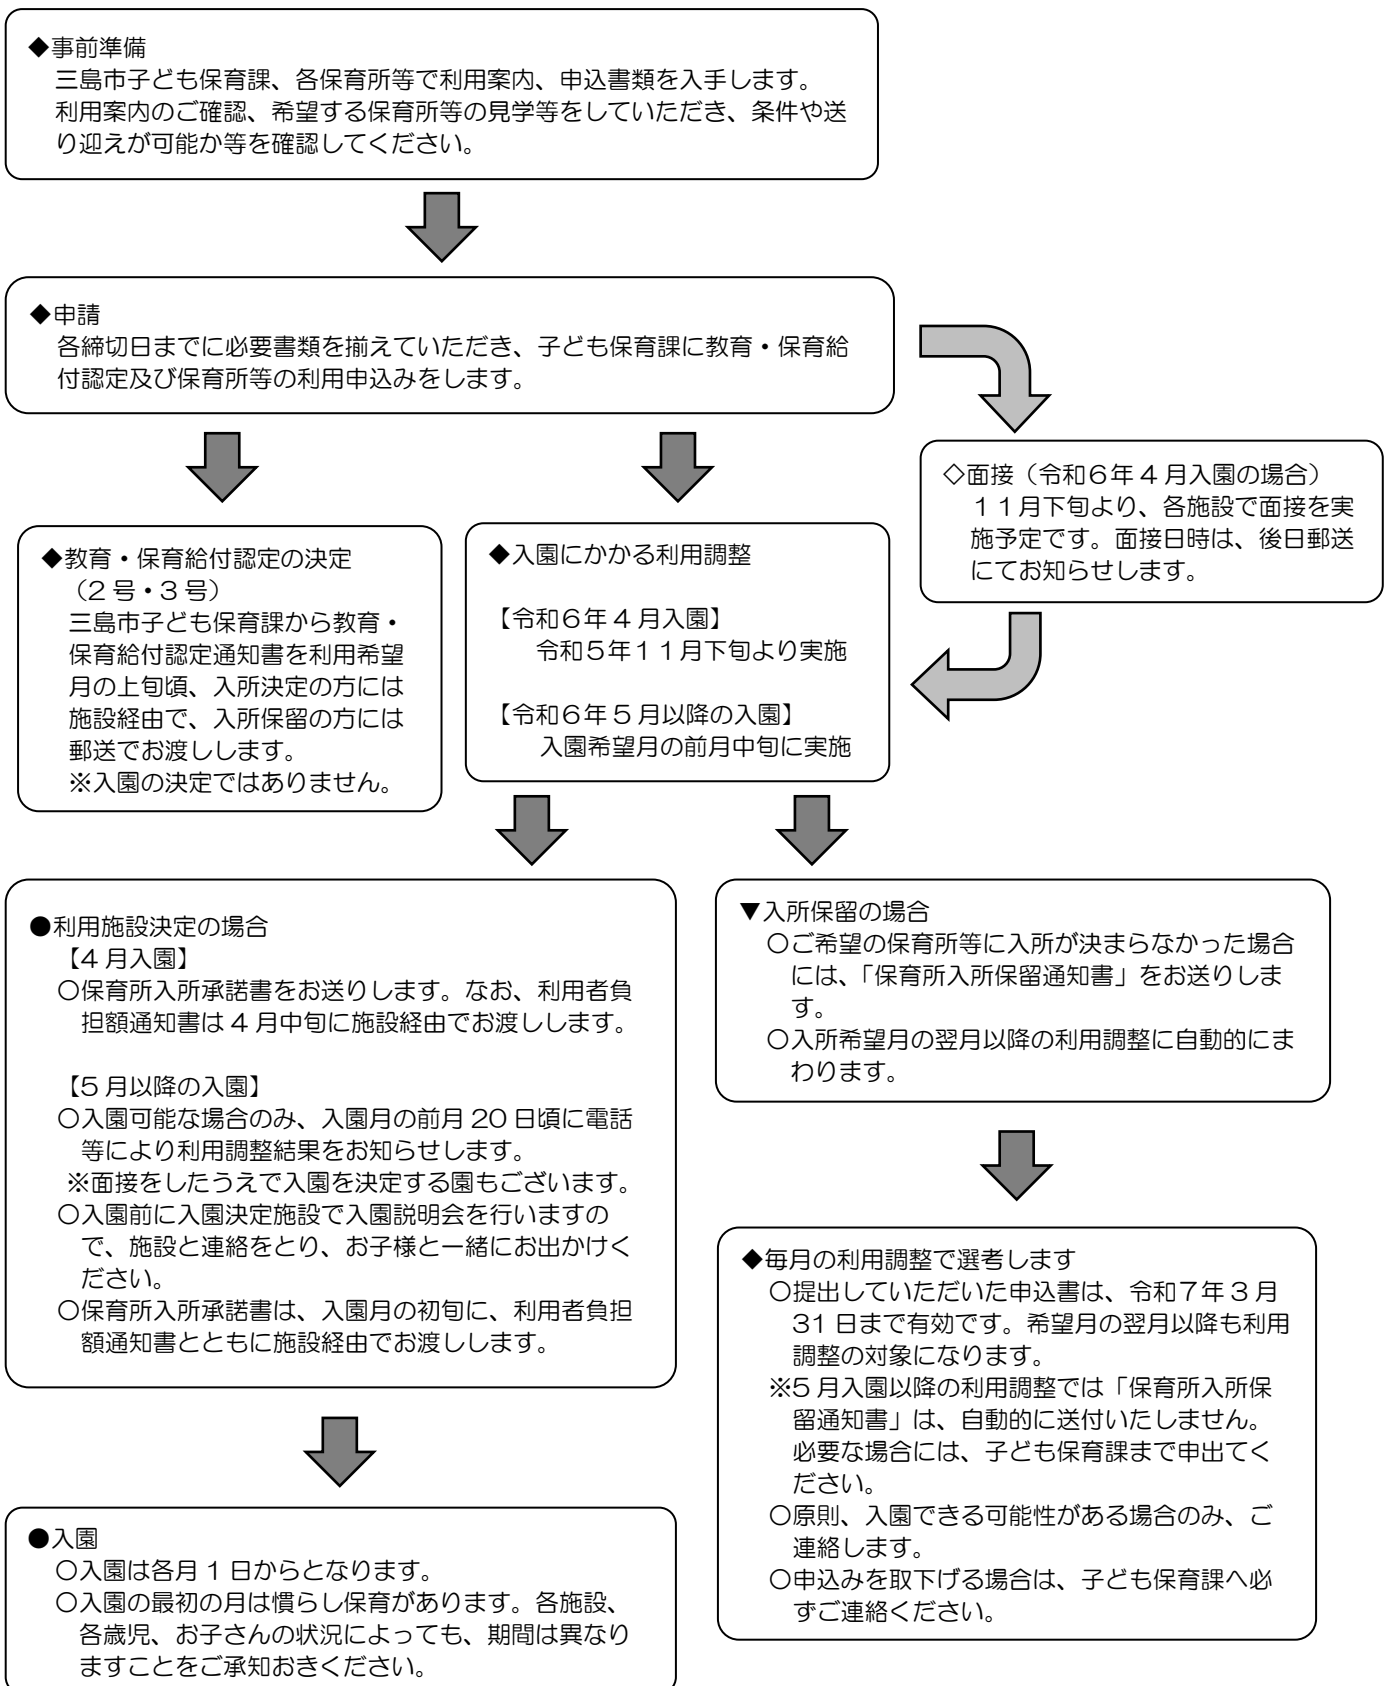 ◆事前準備
三島市子ども保育課、各保育所等で利用案内、申込書類を入手します。
利用案内のご確認、希望する保育所等の見学等をしていただき、条件や送
り迎えが可能か等を確認してください。
◆申請
各締切日までに必要書類を揃えていただき、子ども保育課に教育・保育給
付認定及び保育所等の利用申込みをします。
◇面接（令和６年４月入園の場合）
１１月下旬より、各施設で面接を実
施予定です。面接日時は、後日郵送
にてお知らせします。
◆教育・保育給付認定の決定
（２号・３号）
三島市子ども保育課から教育・
保育給付認定通知書を利用希望
月の上旬頃、入所決定の方には
施設経由で、入所保留の方には
郵送でお渡しします。
※入園の決定ではありません。
◆入園にかかる利用調整
【令和６年４月入園】
令和５年１１月下旬より実施
【令和６年５月以降の入園】
入園希望月の前月中旬に実施
●利用施設決定の場合
【4月入園】
○保育所入所承諾書をお送りします。なお、利用者負
担額通知書は4月中旬に施設経由でお渡しします。
【5月以降の入園】
○入園可能な場合のみ、入園月の前月20日頃に電話
等により利用調整結果をお知らせします。
※面接をしたうえで入園を決定する園もございます。
○入園前に入園決定施設で入園説明会を行いますの
で、施設と連絡をとり、お子様と一緒にお出かけく
ださい。
○保育所入所承諾書は、入園月の初旬に、利用者負担
額通知書とともに施設経由でお渡しします。
▼入所保留の場合
○ご希望の保育所等に入所が決まらなかった場合
には、「保育所入所保留通知書」をお送りしま
す。
○入所希望月の翌月以降の利用調整に自動的にま
わります。
◆毎月の利用調整で選考します
○提出していただいた申込書は、令和７年３月
31日まで有効です。希望月の翌月以降も利用
調整の対象になります。
※5月入園以降の利用調整では「保育所入所保
留通知書」は、自動的に送付いたしません。
必要な場合には、子ども保育課まで申出てく
ださい。
○原則、入園できる可能性がある場合のみ、ご
連絡します。
○申込みを取下げる場合は、子ども保育課へ必
ずご連絡ください。
●入園
○入園は各月1日からとなります。
○入園の最初の月は慣らし保育があります。各施設、
各歳児、お子さんの状況によっても、期間は異なり
ますことをご承知おきください。